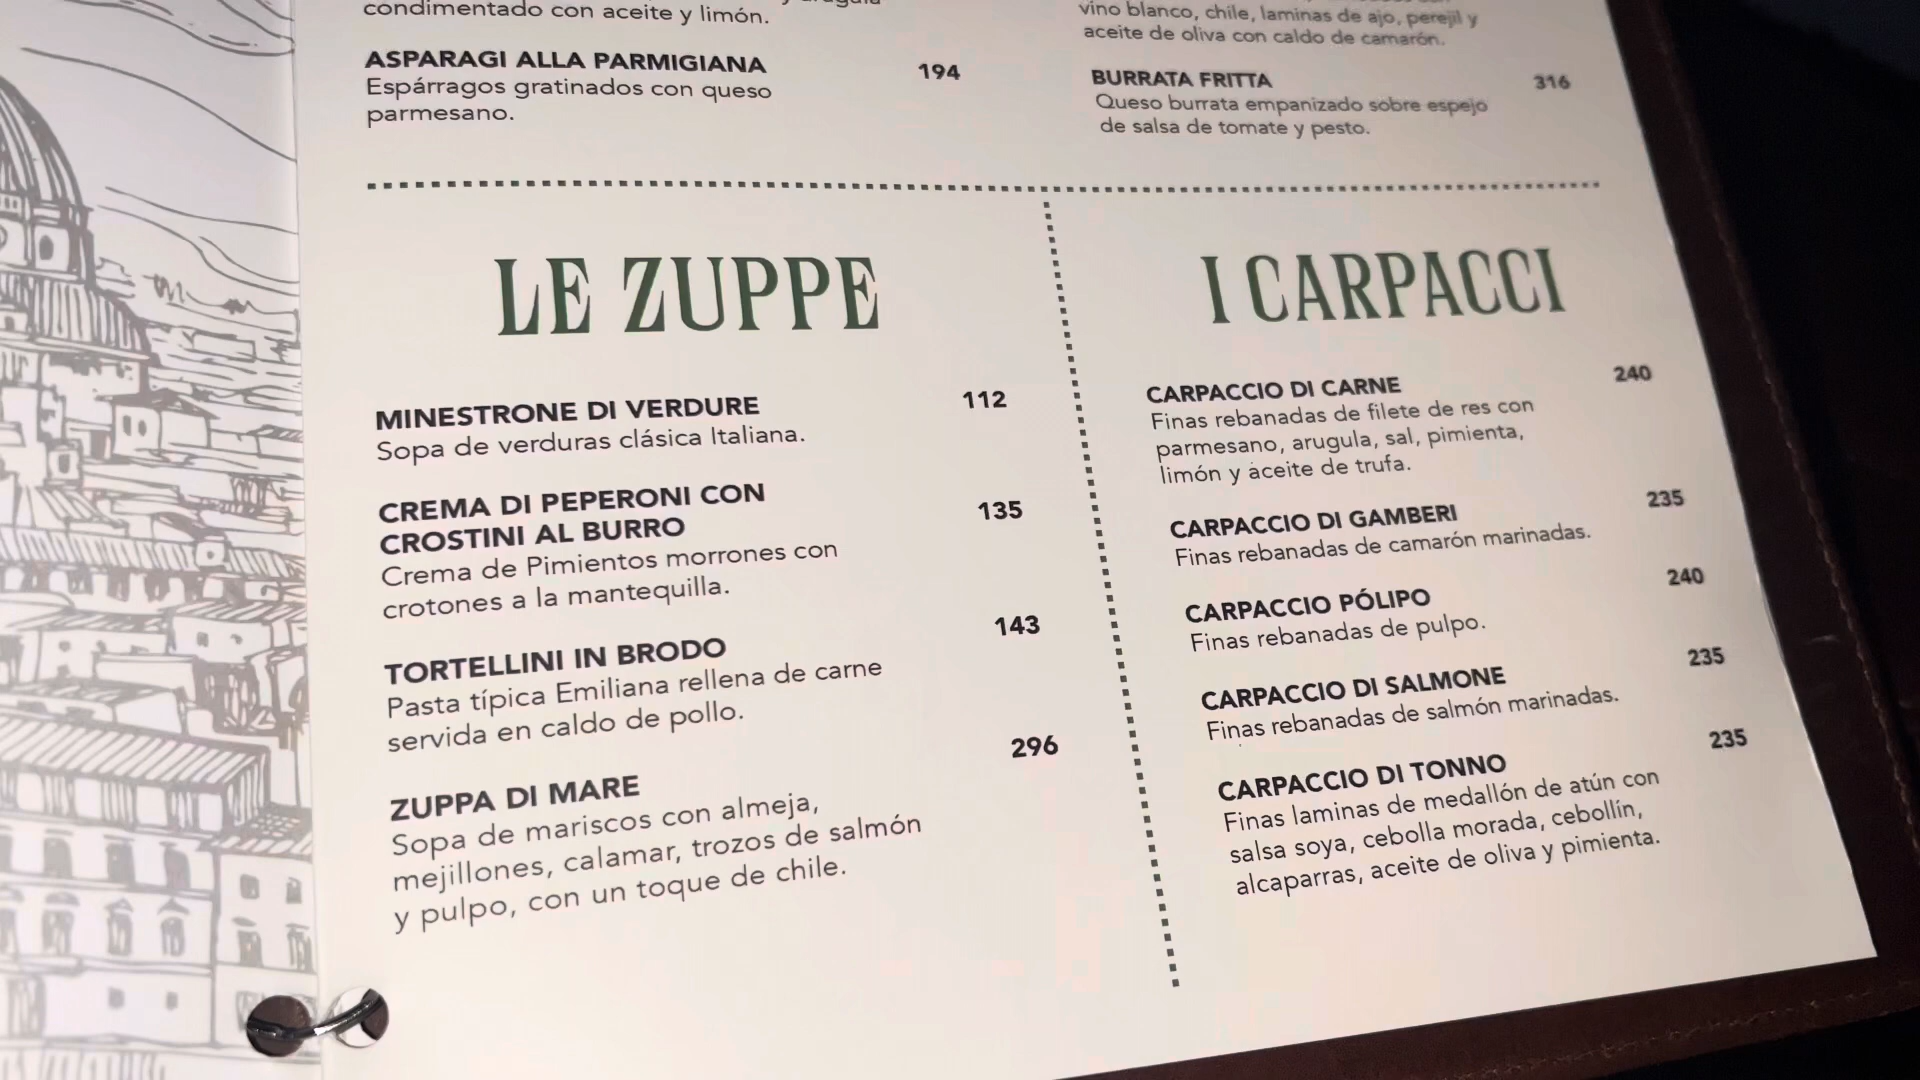 condimentado con aceite y limón.
ASPARAGI ALLA PARMIGIANA 194
Espárragos gratinados con queso
parmesano.
vino blanco, chile, laminas de ajo, perejil y
aceite de oliva con caldo de camarón.
BURRATA FRITTA 316
Queso burrata empanizado sobre espejo
de salsa de tomate y pesto.
LE ZUPPE
MINESTRONE DI VERDURE 112
Sopa de verduras clásica Italiana.
CREMA DI PEPERONI CON
CROSTINI AL BURRO 135
Crema de Pimientos morrones con
crotones a la mantequilla.
TORTELLINI IN BRODO 143
Pasta típica Emiliana rellena de carne
servida en caldo de pollo.
ZUPPA DI MARE 296
Sopa de mariscos con almeja,
mejillones, calamar, trozos de salmón
y pulpo, con un toque de chile.
I CARPACCI
CARPACCIO DI CARNE 240
Finas rebanadas de filete de res con
parmesano, arugula, sal, pimienta,
limón y aceite de trufa.
CARPACCIO DI GAMBERI 235
Finas rebanadas de camarón marinadas.
CARPACCIO PÓLIPO 240
Finas rebanadas de pulpo.
CARPACCIO DI SALMONE 235
Finas rebanadas de salmón marinadas.
CARPACCIO DI TONNO 235
Finas laminas de medallón de atún con
salsa soya, cebolla morada, cebollín,
alcaparras, aceite de oliva y pimienta.